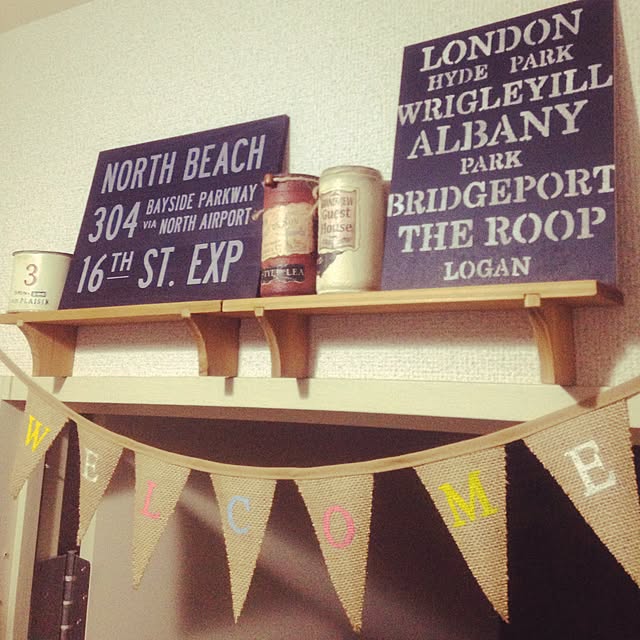 LONDON
HYDE PARK
WRIGLEYILL
ALBANY
PARK
BRIDGEPORT
THE ROOP
LOGAN
NORTH BEACH
304 BAYSIDE PARKWAY
VIA NORTH AIRPORT
16TH ST. EXP
3
PLAISIR
Guest
House
WELCOME